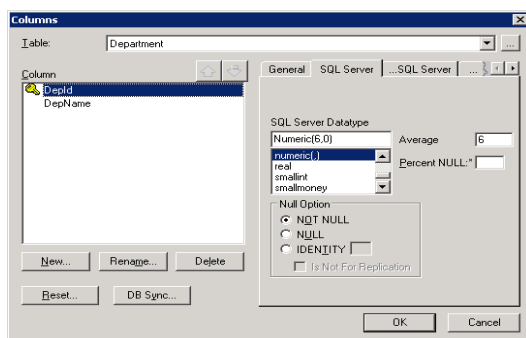 Columns
Table:
Department
...
Column
DepId
DepName
New...
Rename...
Delete
Reset...
DB Sync...
General
SQL Server
...SQL Server
...
SQL Server Datatype
Numeric(6,0)
numeric(,)
real
smallint
smallmoney
Average
6
Percent NULL:*
Null Option
NOT NULL
NULL
IDENTITY
Is Not For Replication
OK
Cancel